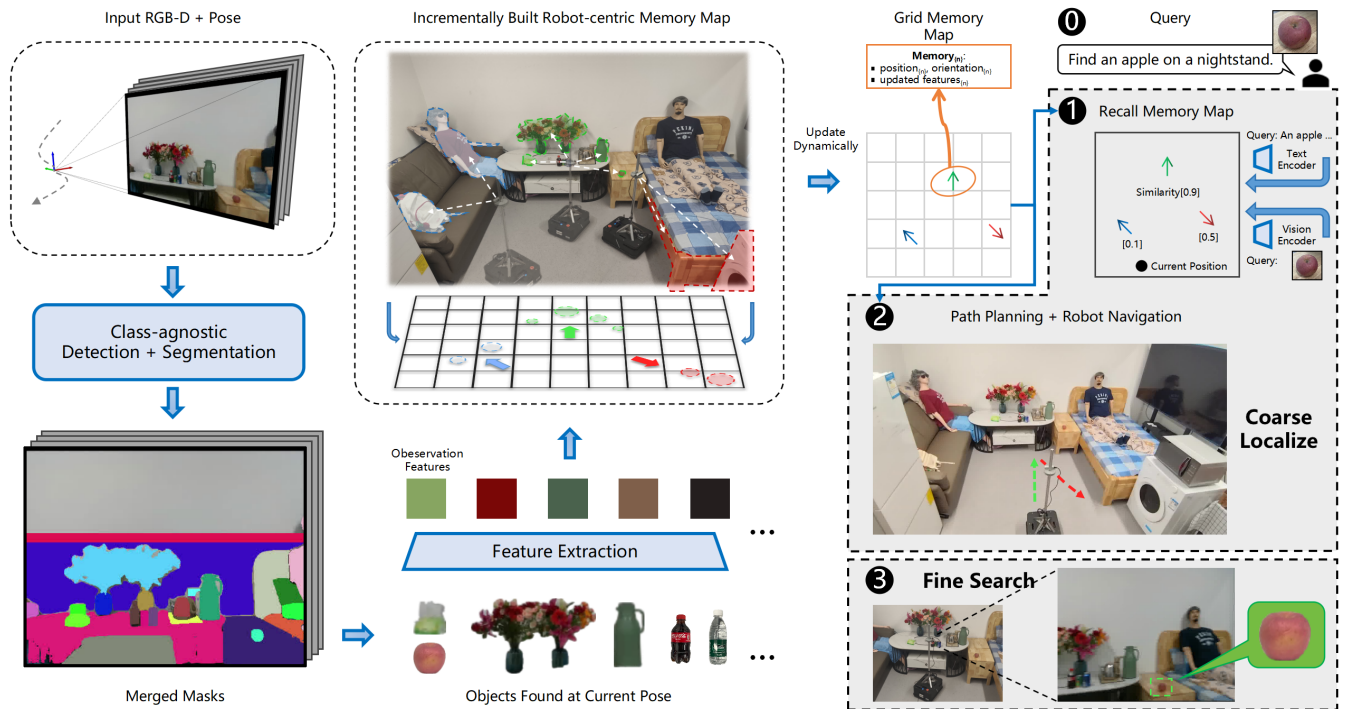 Input RGB-D + Pose
Class-agnostic
Detection + Segmentation
Merged Masks
Incrementally Built Robot-centric Memory Map
Obeservation
Features
Feature Extraction
...
...
Objects Found at Current Pose
Update
Dynamically
Grid Memory
Map
Memory(n):
▪ position(n), orientation(n)
▪ updated features(n)
0
Query
Find an apple on a nightstand.
1
Recall Memory Map
Similarity[0.9]
[0.1]
[0.5]
Current Position
Query: An apple ...
Text
Encoder
Vision
Encoder
Query:
2
Path Planning + Robot Navigation
Coarse
Localize
3
Fine Search